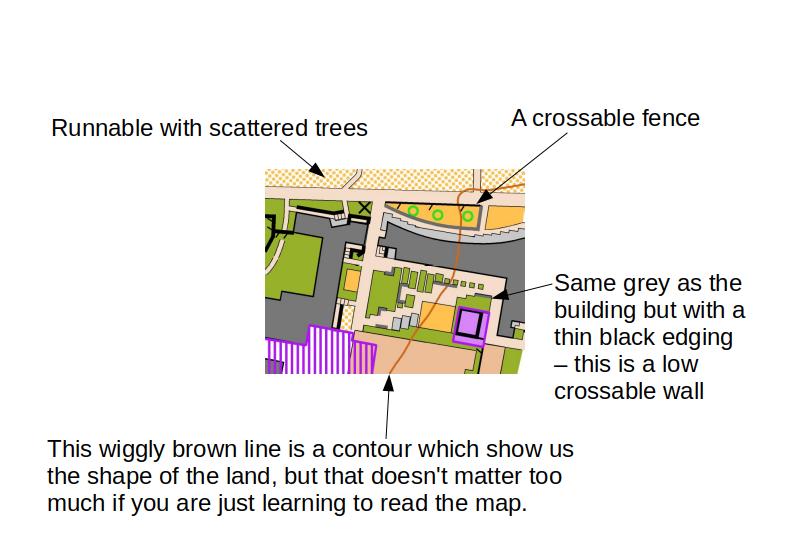 A crossable fence
Runnable with scattered trees
Same grey as the
building but with a
thin black edging
– this is a low
crossable wall
This wiggly brown line is a contour which show us
the shape of the land, but that doesn't matter too
much if you are just learning to read the map.